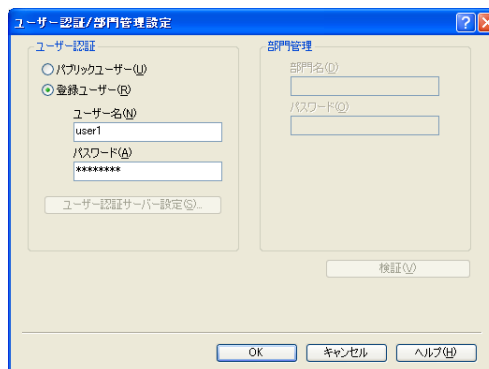 ユーザー認証/部門管理設定
ユーザー認証
パブリックユーザー(U)
登録ユーザー(R)
ユーザー名(N)
user1
パスワード(A)
********
ユーザー認証サーバー設定(S)...
部門管理
部門名(D)
パスワード(O)
検証(V)
OK
キャンセル
ヘルプ(H)